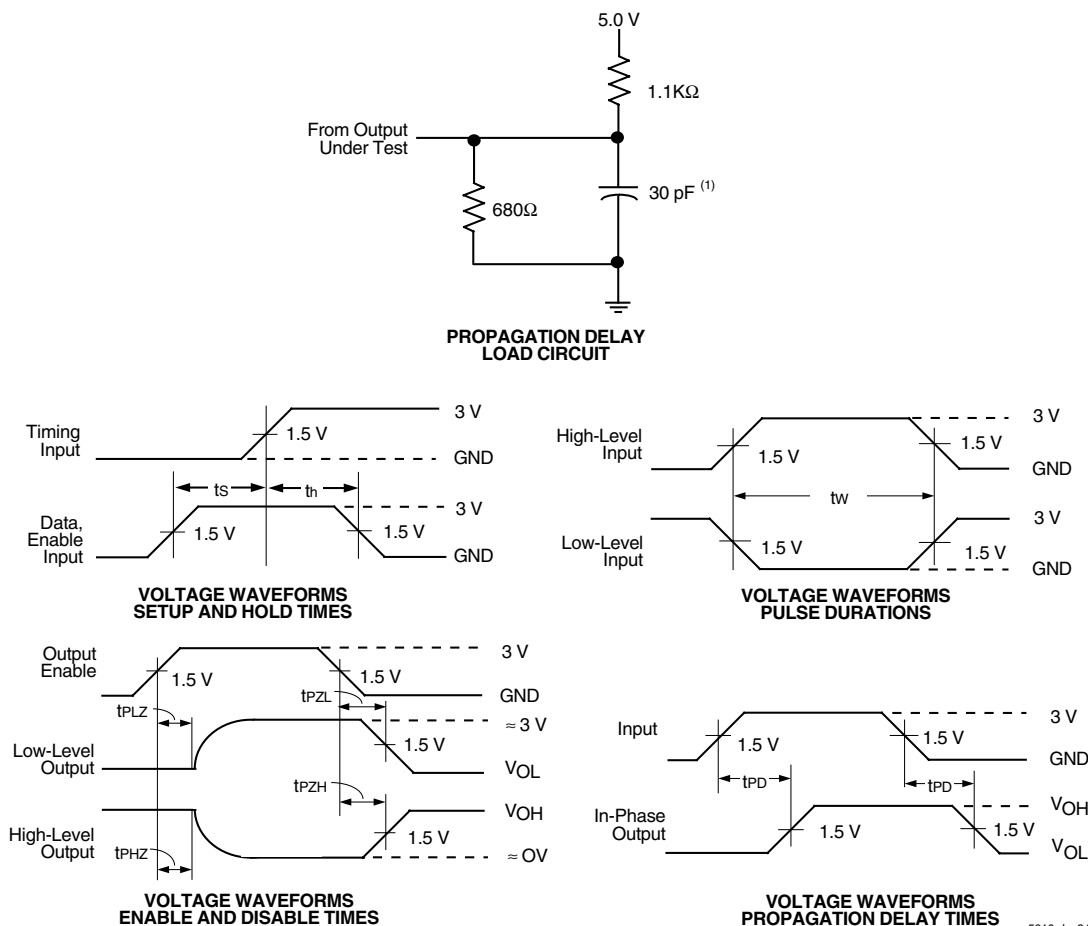 5.0 V
1.1KΩ
From Output
Under Test
680Ω
30 pF (1)
PROPAGATION DELAY
LOAD CIRCUIT
Timing
Input
3 V
1.5 V
GND
tS
th
Data,
Enable
Input
3 V
1.5 V
1.5 V
GND
VOLTAGE WAVEFORMS
SETUP AND HOLD TIMES
High-Level
Input
3 V
1.5 V
1.5 V
GND
tW
Low-Level
Input
3 V
1.5 V
1.5 V
GND
VOLTAGE WAVEFORMS
PULSE DURATIONS
Output
Enable
3 V
1.5 V
1.5 V
GND
tPLZ
tPZL
Low-Level
Output
≈ 3 V
1.5 V
VOL
tPZH
High-Level
Output
VOH
1.5 V
≈ OV
tPHZ
VOLTAGE WAVEFORMS
ENABLE AND DISABLE TIMES
Input
3 V
1.5 V
1.5 V
GND
tPD
tPD
In-Phase
Output
VOH
1.5 V
1.5 V
VOL
VOLTAGE WAVEFORMS
PROPAGATION DELAY TIMES